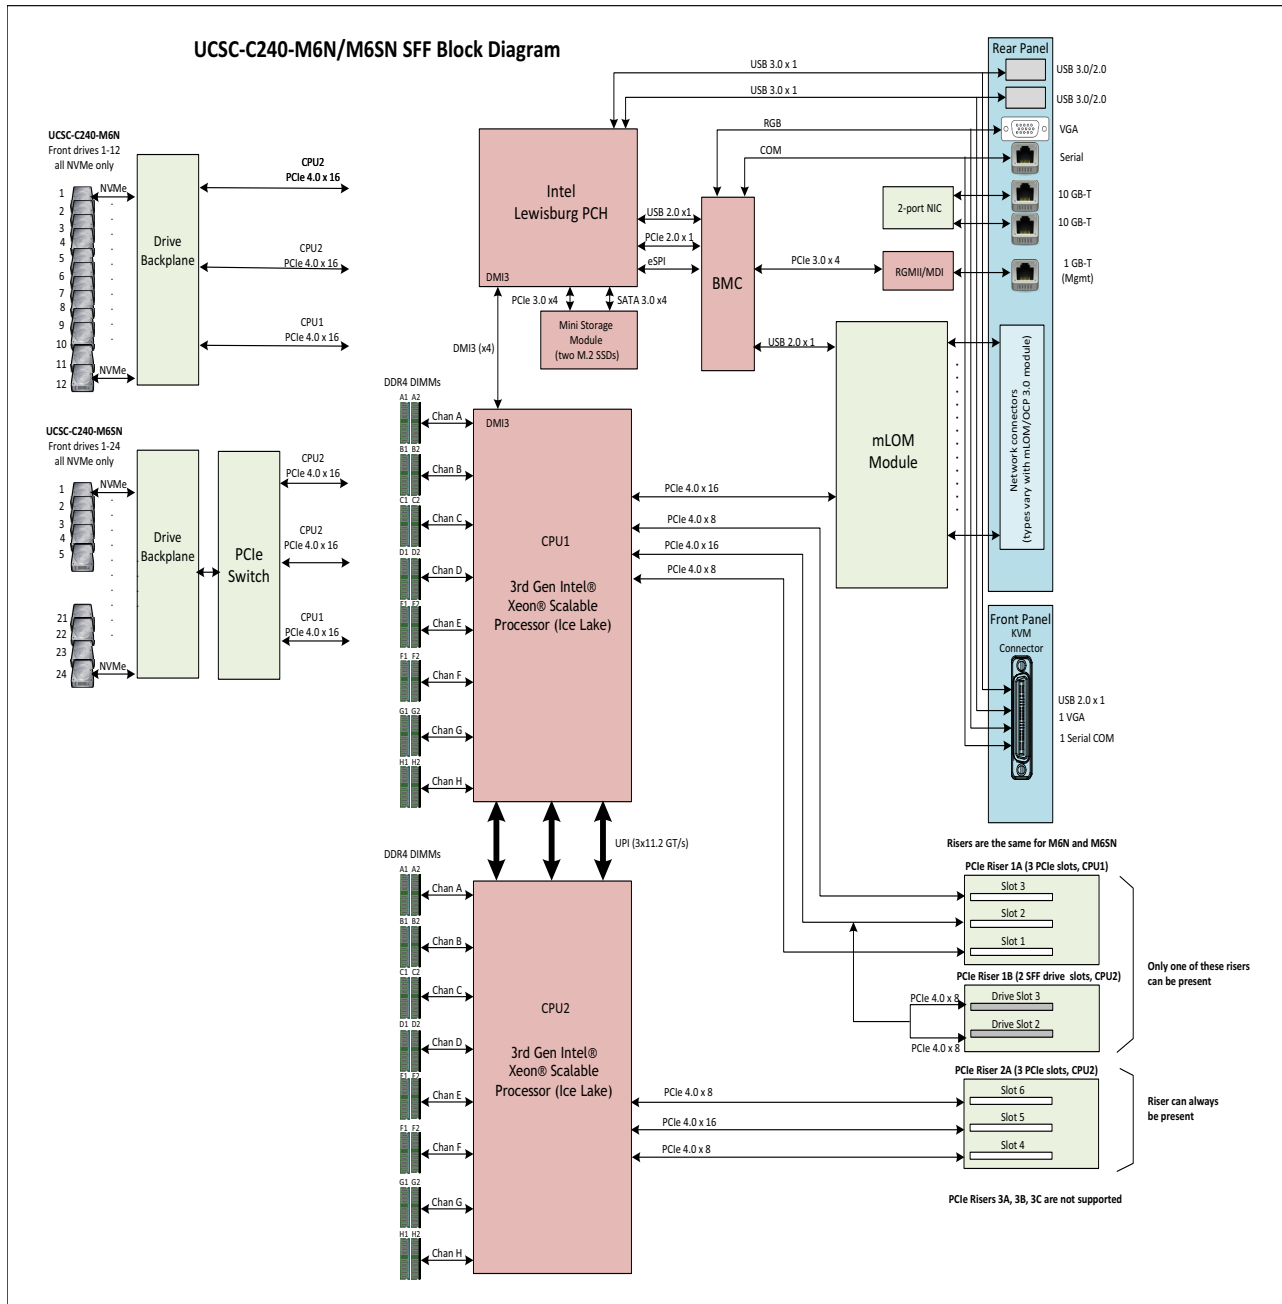 UCSC-C240-M6N/M6SN SFF Block Diagram
UCSC-C240-M6N
Front drives 1-12
all NVMe only
1
2
3
4
5
6
7
8
9
10
11
12
NVMe
NVMe
Drive
Backplane
CPU2
PCIe 4.0 x 16
CPU2
PCIe 4.0 x 16
CPU1
PCIe 4.0 x 16
UCSC-C240-M6SN
Front drives 1-24
all NVMe only
1
2
3
4
5
21
22
23
24
NVMe
NVMe
Drive
Backplane
PCIe
Switch
CPU2
PCIe 4.0 x 16
CPU2
PCIe 4.0 x 16
CPU1
PCIe 4.0 x 16
Intel
Lewisburg PCH
DMI3
USB 3.0 x 1
USB 3.0 x 1
RGB
COM
USB 2.0 x1
PCIe 2.0 x 1
eSPI
PCIe 3.0 x4
SATA 3.0 x4
Mini Storage
Module
(two M.2 SSDs)
DMI3 (x4)
BMC
PCIe 3.0 x 4
USB 2.0 x 1
2-port NIC
RGMII/MDI
mLOM
Module
Rear Panel
USB 3.0/2.0
USB 3.0/2.0
VGA
Serial
10 GB-T
10 GB-T
1 GB-T
(Mgmt)
Network connectors
(types vary with mLOM/OCP 3.0 module)
Front Panel
KVM
Connector
USB 2.0 x 1
1 VGA
1 Serial COM
DDR4 DIMMs
A1 A2
Chan A
B1 B2
Chan B
C1 C2
Chan C
D1 D2
Chan D
E1 E2
Chan E
F1 F2
Chan F
G1 G2
Chan G
H1 H2
Chan H
DMI3
CPU1
3rd Gen Intel®
Xeon® Scalable
Processor (Ice Lake)
PCIe 4.0 x 16
PCIe 4.0 x 8
PCIe 4.0 x 16
PCIe 4.0 x 8
UPI (3x11.2 GT/s)
DDR4 DIMMs
A1 A2
Chan A
B1 B2
Chan B
C1 C2
Chan C
D1 D2
Chan D
E1 E2
Chan E
F1 F2
Chan F
G1 G2
Chan G
H1 H2
Chan H
CPU2
3rd Gen Intel®
Xeon® Scalable
Processor (Ice Lake)
PCIe 4.0 x 8
PCIe 4.0 x 16
PCIe 4.0 x 8
Risers are the same for M6N and M6SN
PCIe Riser 1A (3 PCIe slots, CPU1)
Slot 3
Slot 2
Slot 1
PCIe Riser 1B (2 SFF drive slots, CPU2)
PCIe 4.0 x 8
Drive Slot 3
Drive Slot 2
PCIe 4.0 x 8
Only one of these risers
can be present
PCIe Riser 2A (3 PCIe slots, CPU2)
Slot 6
Slot 5
Slot 4
Riser can always
be present
PCIe Risers 3A, 3B, 3C are not supported